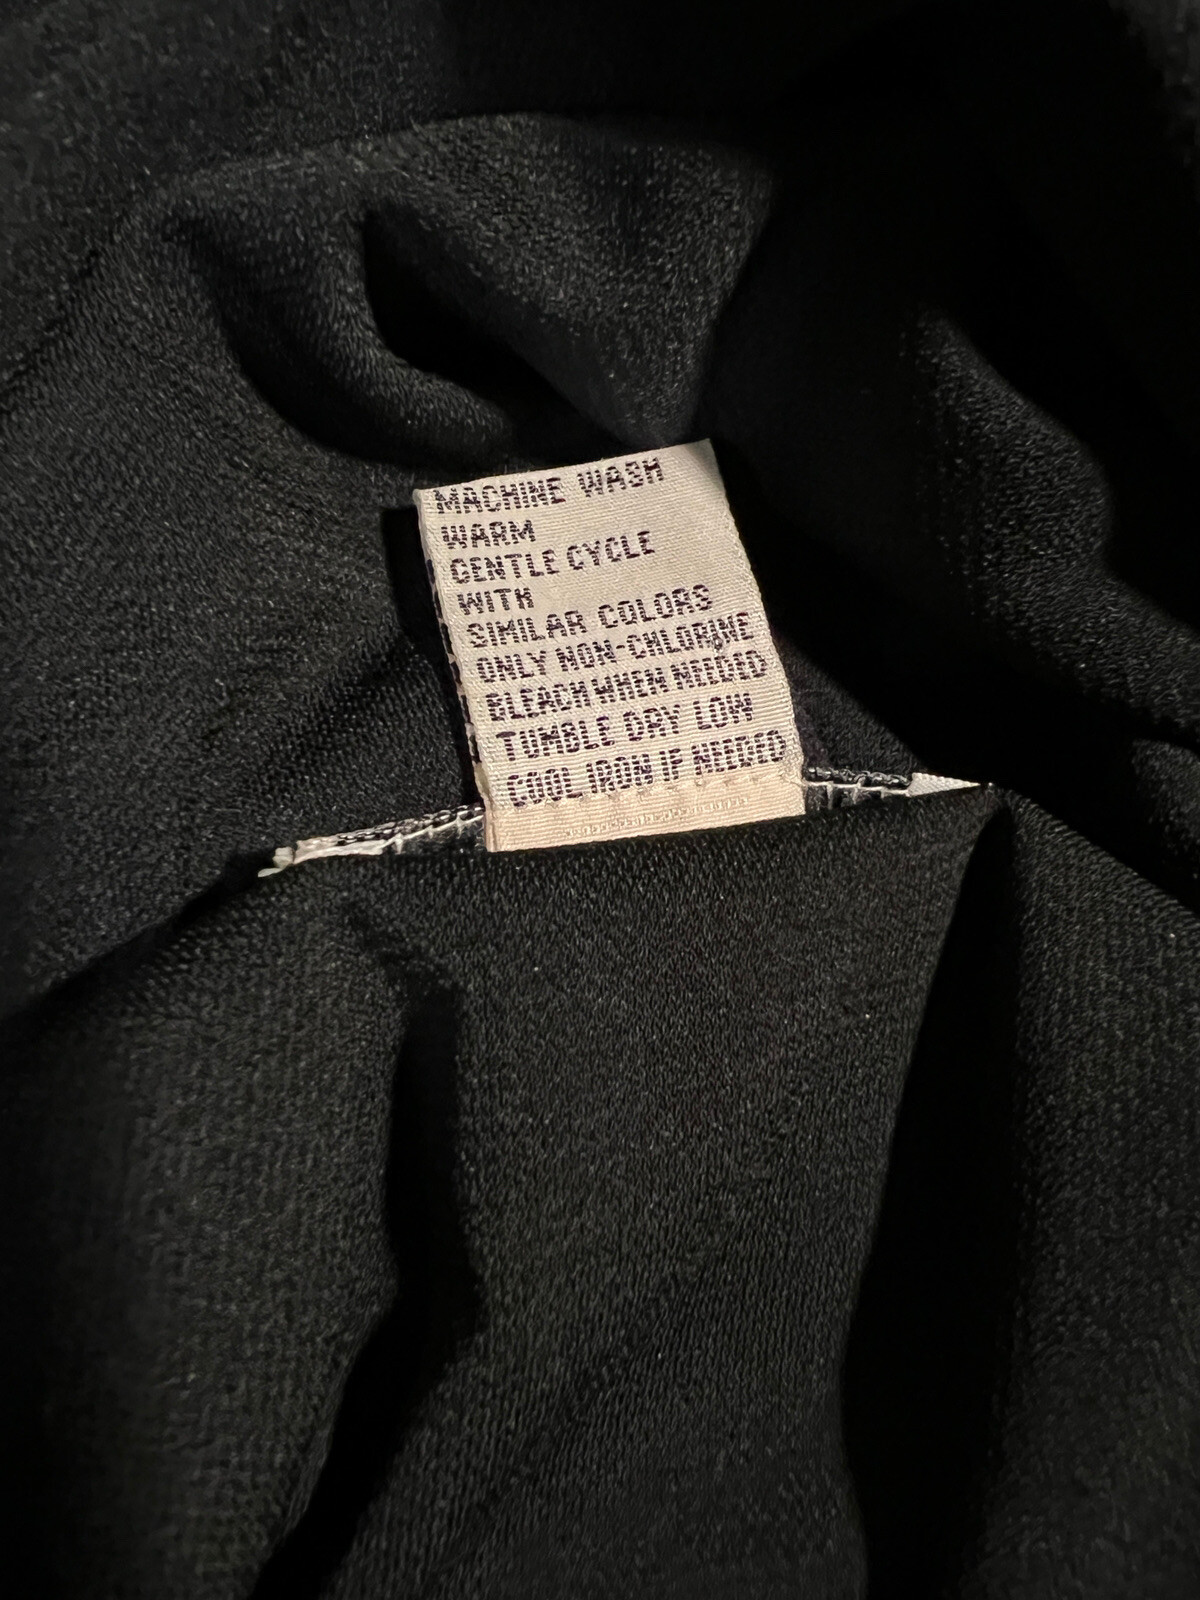 MACHINE WASH
WARM
GENTLE CYCLE
WITH
SIMILAR COLORS
ONLY NON-CHLORINE
BLEACH WHEN NEEDED
TUMBLE DRY LOW
COOL IRON IF NEEDED